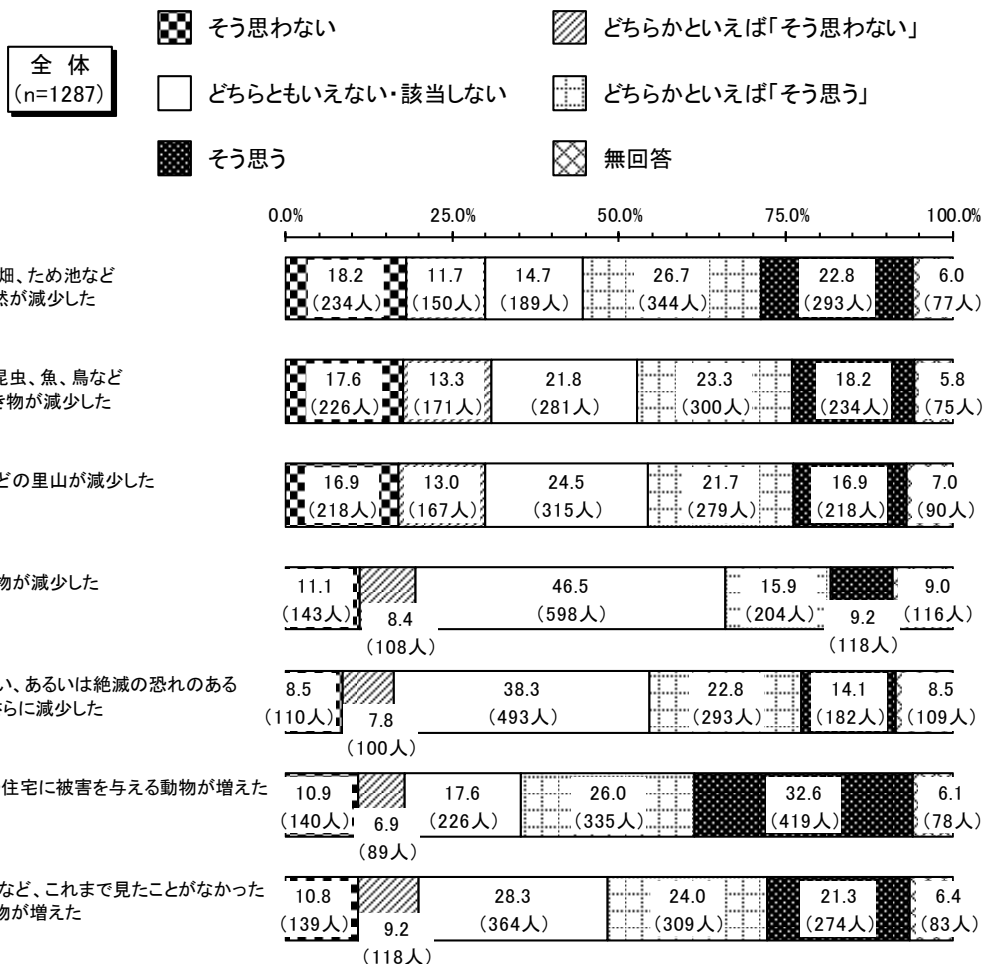 全 体
（n=1287）
そう思わない
どちらかといえば「そう思わない」
どちらともいえない・該当しない
どちらかといえば「そう思う」
そう思う
無回答
0.0% 25.0% 50.0% 75.0% 100.0%
畑、ため池など
然が減少した
18.2 11.7 14.7 26.7 22.8 6.0
（234人） （150人） （189人） （344人） （293人） （77人）
昆虫、魚、鳥など
き物が減少した
17.6 13.3 21.8 23.3 18.2 5.8
（226人） （171人） （281人） （300人） （234人） （75人）
どの里山が減少した
16.9 13.0 24.5 21.7 16.9 7.0
（218人） （167人） （315人） （279人） （218人） （90人）
物が減少した
11.1 8.4 46.5 15.9 9.2 9.0
（143人） （108人） （598人） （204人） （118人） （116人）
い、あるいは絶滅の恐れのある
さらに減少した
8.5 7.8 38.3 22.8 14.1 8.5
（110人） （100人） （493人） （293人） （182人） （109人）
住宅に被害を与える動物が増えた
10.9 6.9 17.6 26.0 32.6 6.1
（140人） （89人） （226人） （335人） （419人） （78人）
など、これまで見たことがなかった
物が増えた
10.8 9.2 28.3 24.0 21.3 6.4
（139人） （118人） （364人） （309人） （274人） （83人）